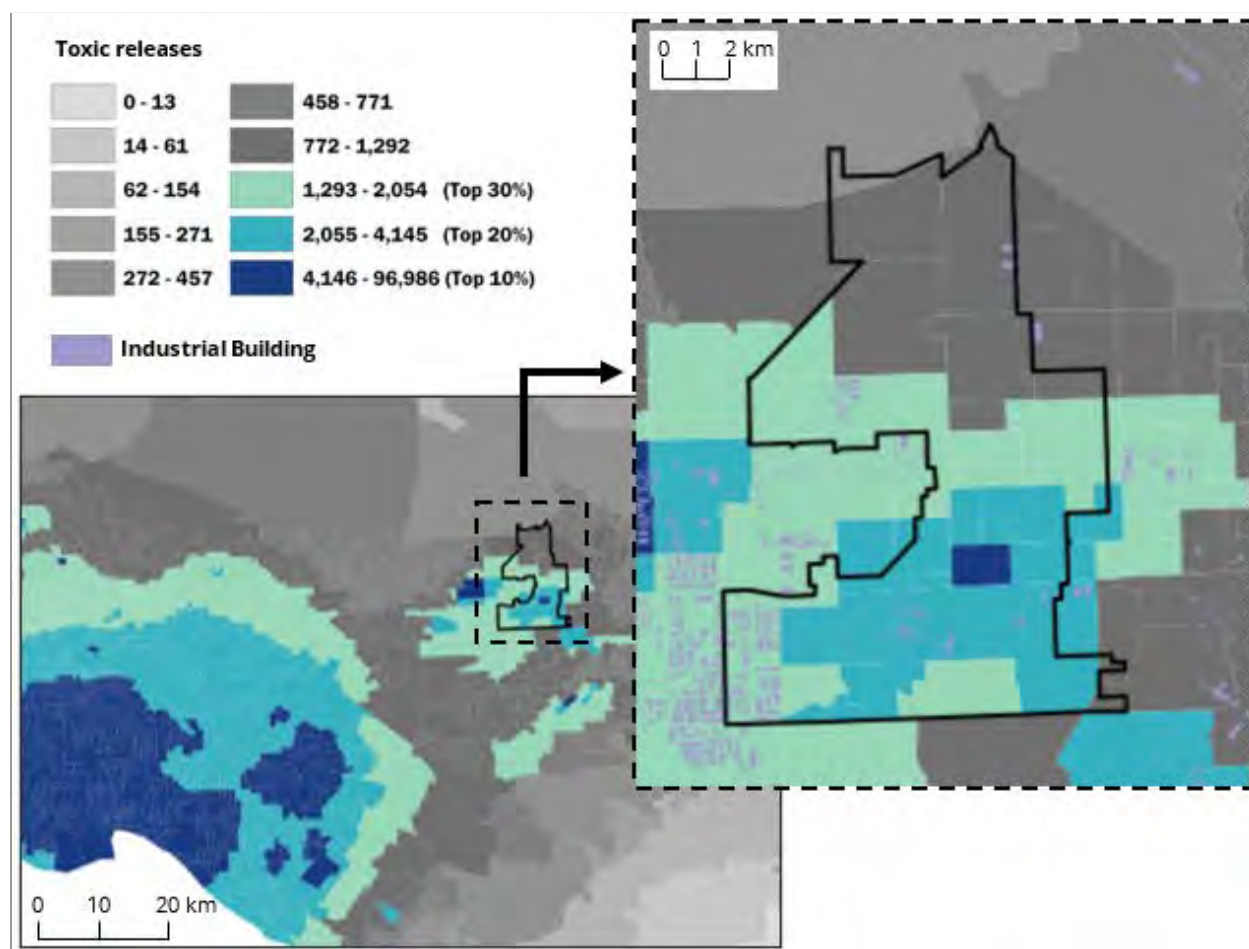 Toxic releases
0 - 13
14 - 61
62 - 154
155 - 271
272 - 457
458 - 771
772 - 1,292
1,293 - 2,054 (Top 30%)
2,055 - 4,145 (Top 20%)
4,146 - 96,986 (Top 10%)
Industrial Building
0 1 2 km
0 10 20 km